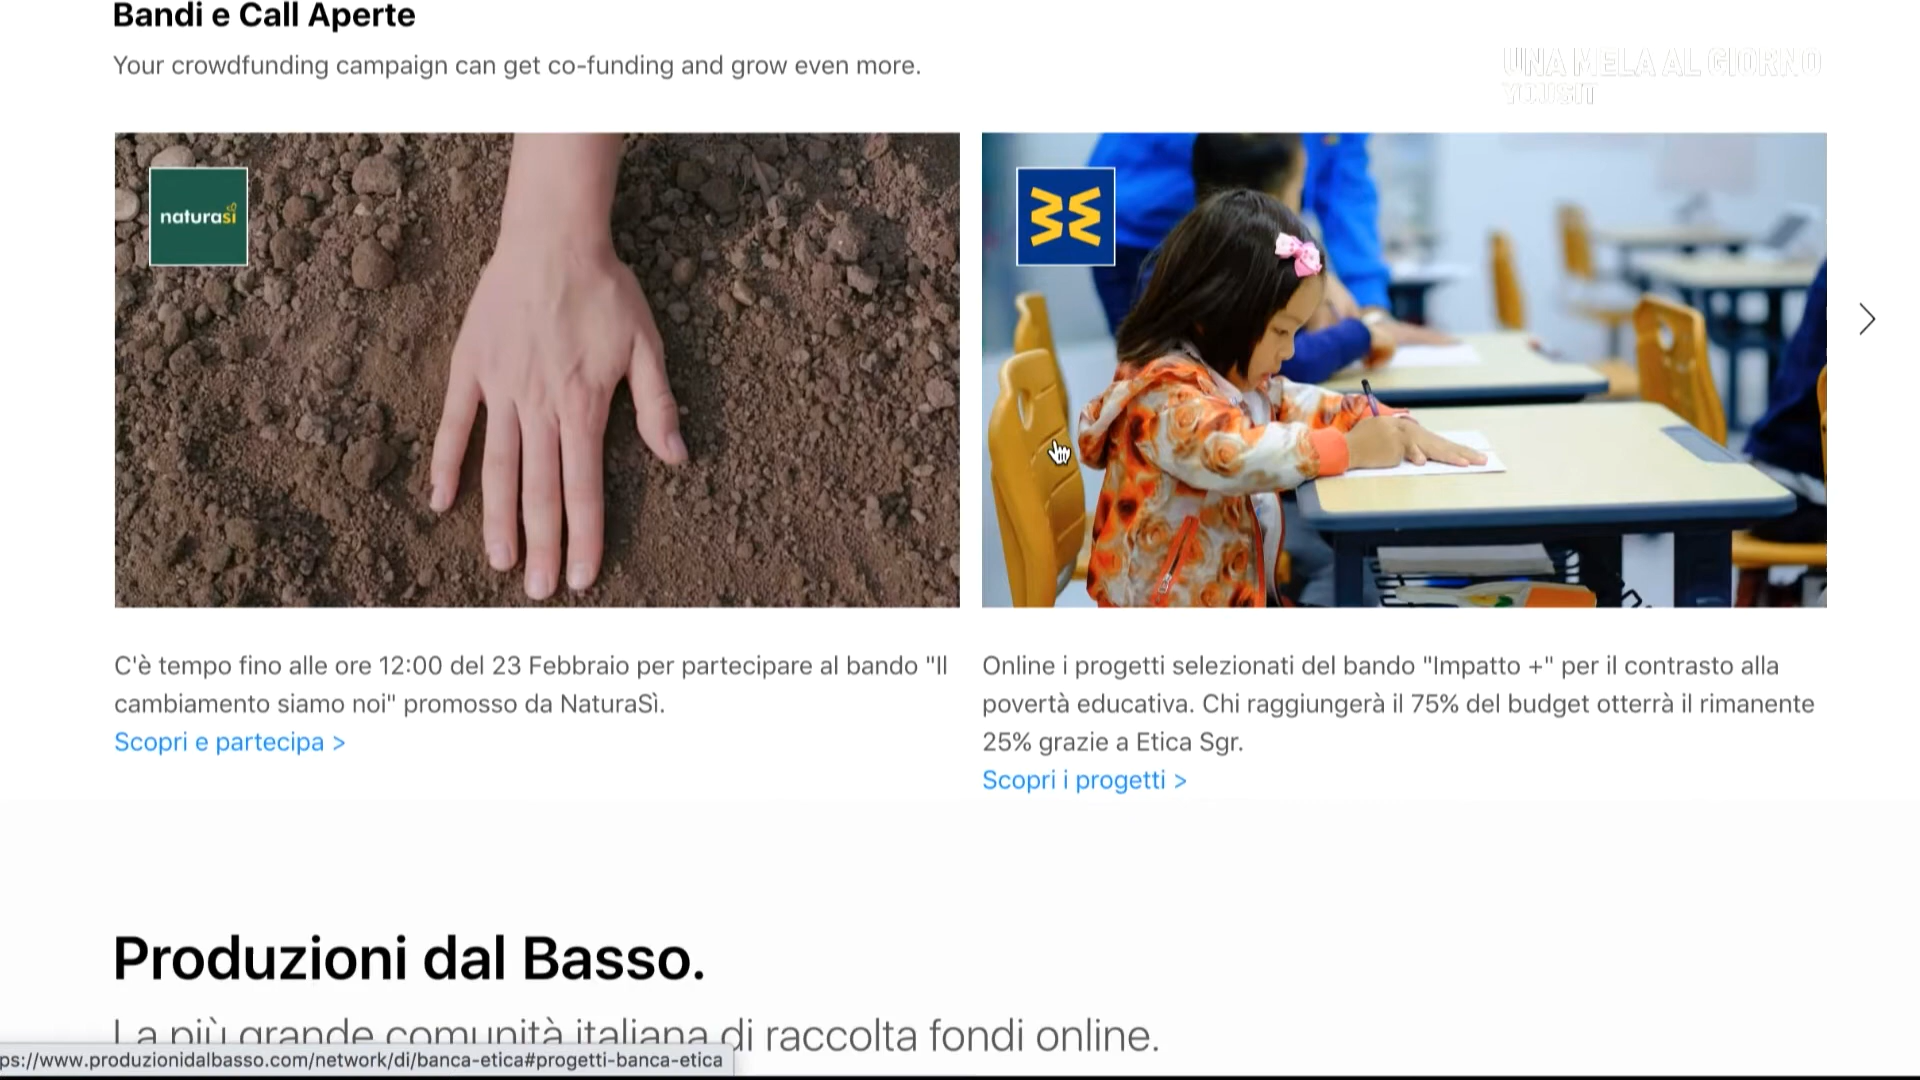 Bandi e Call Aperte
Your crowdfunding campaign can get co-funding and grow even more.
UNA MELA AL GIORNO
YOUSIT
naturasì
C'è tempo fino alle ore 12:00 del 23 Febbraio per partecipare al bando "Il
cambiamento siamo noi" promosso da NaturaSì.
Scopri e partecipa >
Online i progetti selezionati del bando "Impatto +" per il contrasto alla
povertà educativa. Chi raggiungerà il 75% del budget otterrà il rimanente
25% grazie a Etica Sgr.
Scopri i progetti >
Produzioni dal Basso.
La più grande comunità italiana di raccolta fondi online.
ps://www.produzionidalbasso.com/network/di/banca-etica#progetti-banca-etica